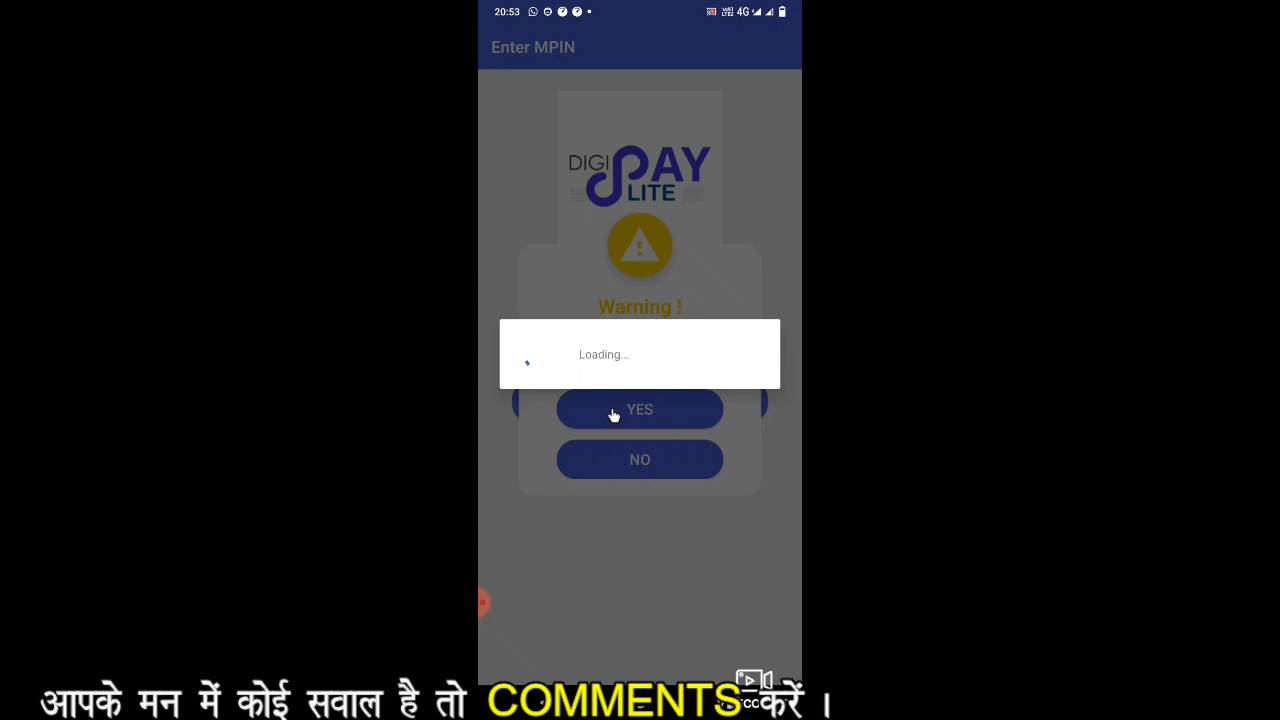 20:53
4G
Enter MPIN
DIGI PAY
LITE
Warning !
Loading...
YES
NO
आपके मन में कोई सवाल है तो COMMENTS करें ।